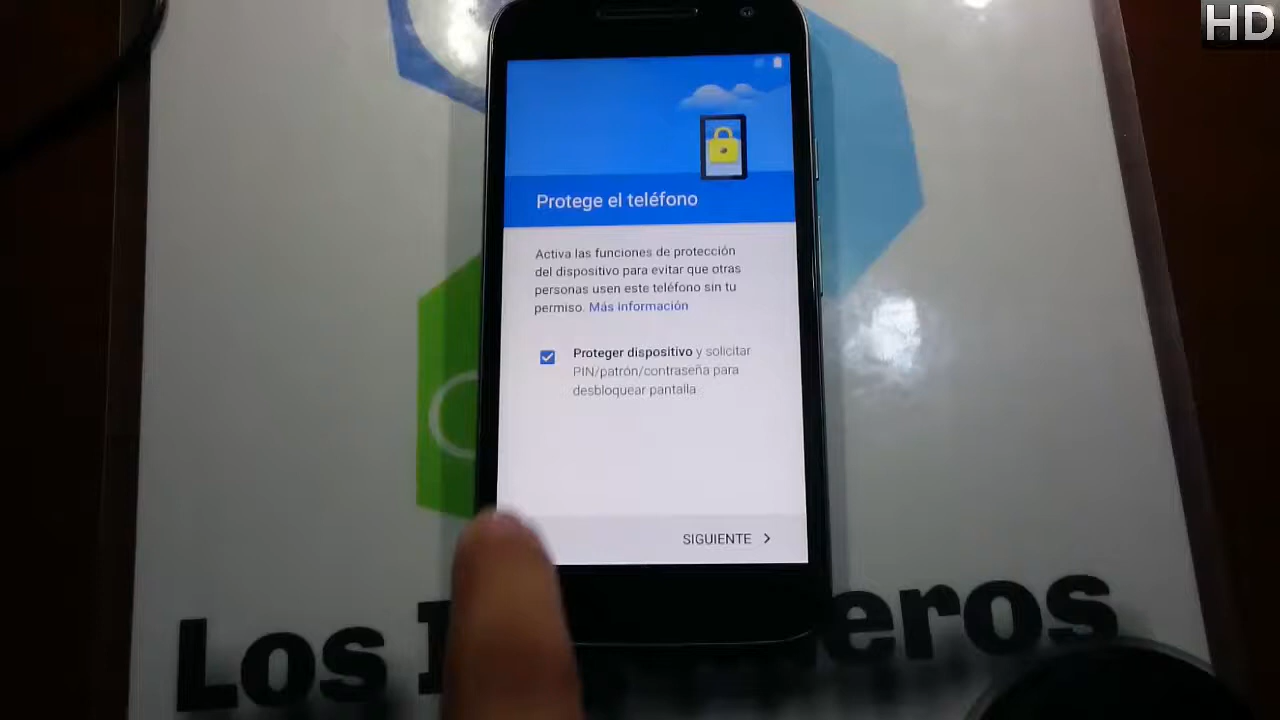 HD
Protege el teléfono
Activa las funciones de protección
del dispositivo para evitar que otras
personas usen este teléfono sin tu
permiso. Más información
Proteger dispositivo y solicitar
PIN/patrón/contraseña para
desbloquear pantalla.
SIGUIENTE
Los